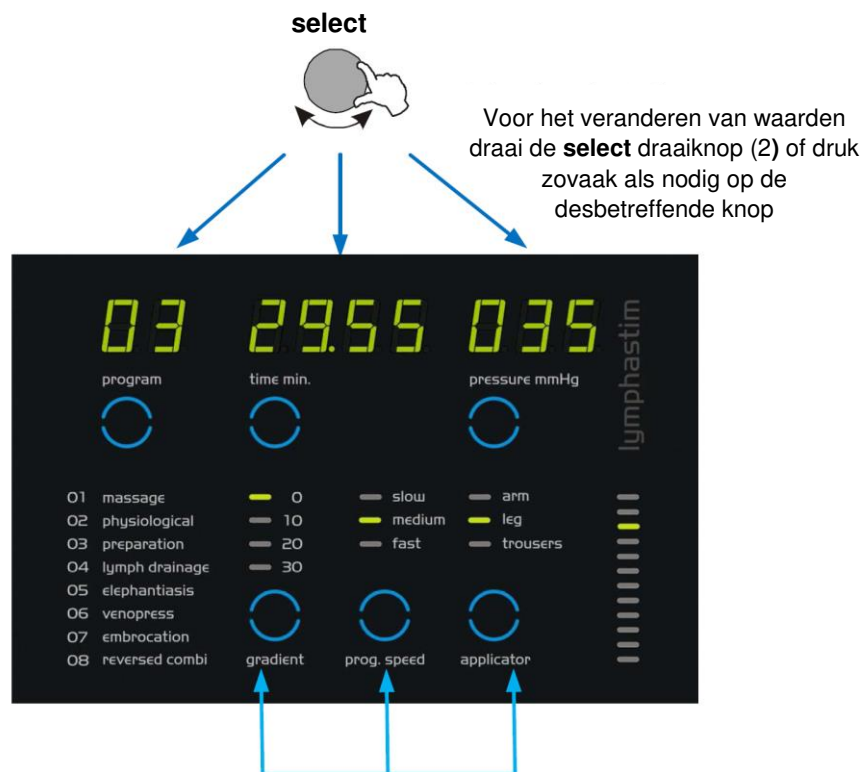 select
Voor het veranderen van waarden
draai de select draaiknop (2) of druk
zovaak als nodig op de
desbetreffende knop
03 29.55 035
program time min. pressure mmHg
lymphastim
01 massage 0 slow arm
02 physiological 10 medium leg
03 preparation 20 fast trousers
04 lymph drainage 30
05 elephantiasis
06 venopress
07 embrocation
08 reversed combi gradient prog. speed applicator